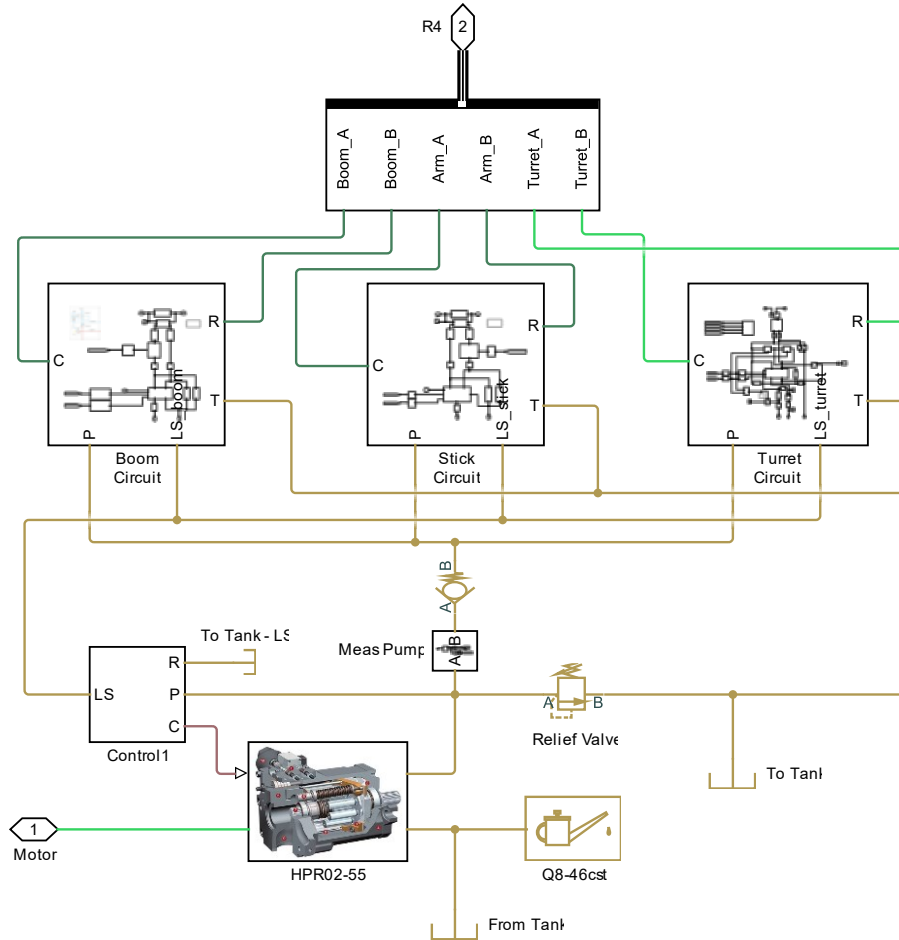 R4
2
Boom_A
Boom_B
Arm_A
Arm_B
Turret_A
Turret_B
C
R
T
P
LS_boom
Boom
Circuit
C
R
T
P
LS_stick
Stick
Circuit
C
R
T
P
LS_turret
Turret
Circuit
B
A
To Tank - LS
Meas Pump
B
A
LS
R
P
C
Control1
A
B
Relief Valve
To Tank
1
Motor
HPR02-55
Q8-46cst
From Tank